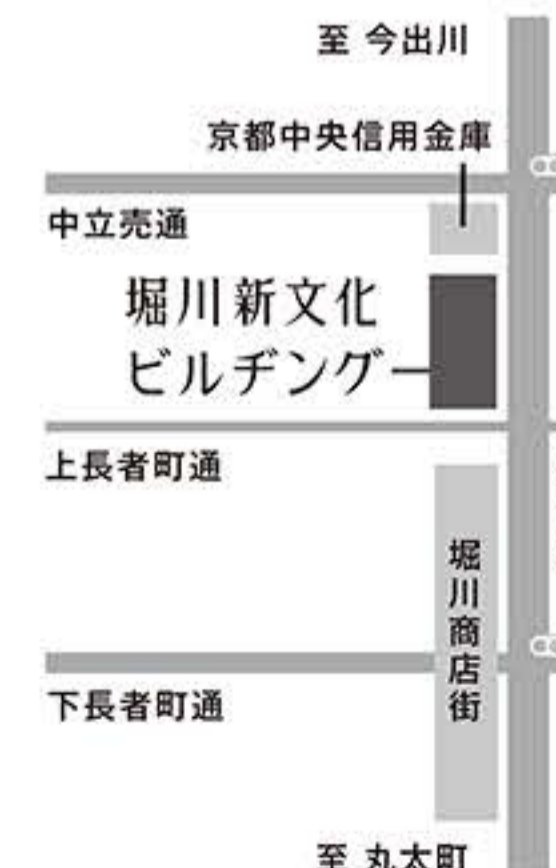 至 今出川
京都中央信用金庫
中立売通
堀川新文化
ビルヂング
上長者町通
堀川商店街
下長者町通
至 丸太町